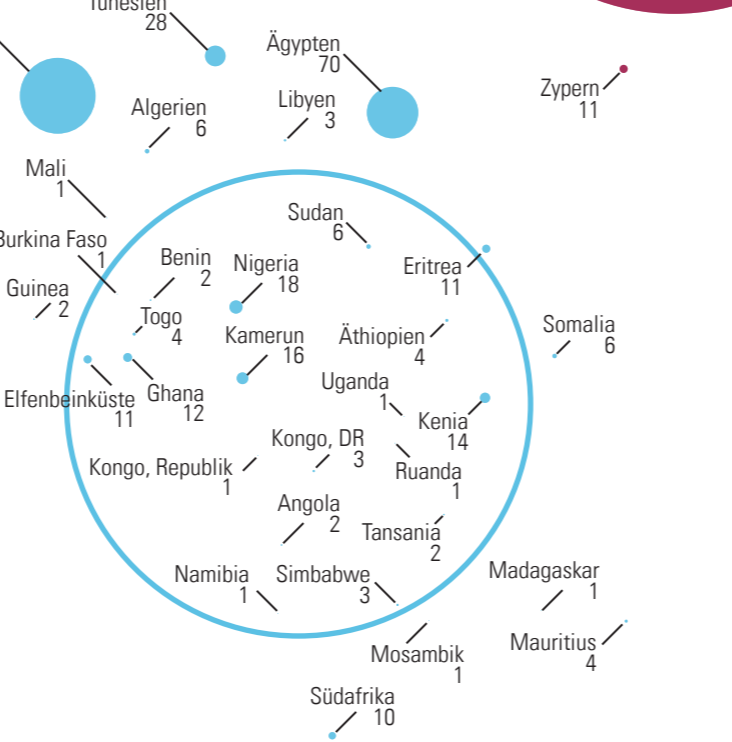 Tunesien
28
Ägypten
70
Zypern
11
Algerien
6
Libyen
3
Mali
1
Sudan
6
Burkina Faso
1
Benin
2
Nigeria
18
Eritrea
11
Guinea
2
Togo
4
Kamerun
16
Äthiopien
4
Somalia
6
Elfenbeinküste
11
Ghana
12
Uganda
1
Kenia
14
Kongo, DR
3
Kongo, Republik
1
Ruanda
1
Angola
2
Tansania
2
Namibia
1
Simbabwe
3
Madagaskar
1
Mosambik
1
Mauritius
4
Südafrika
10